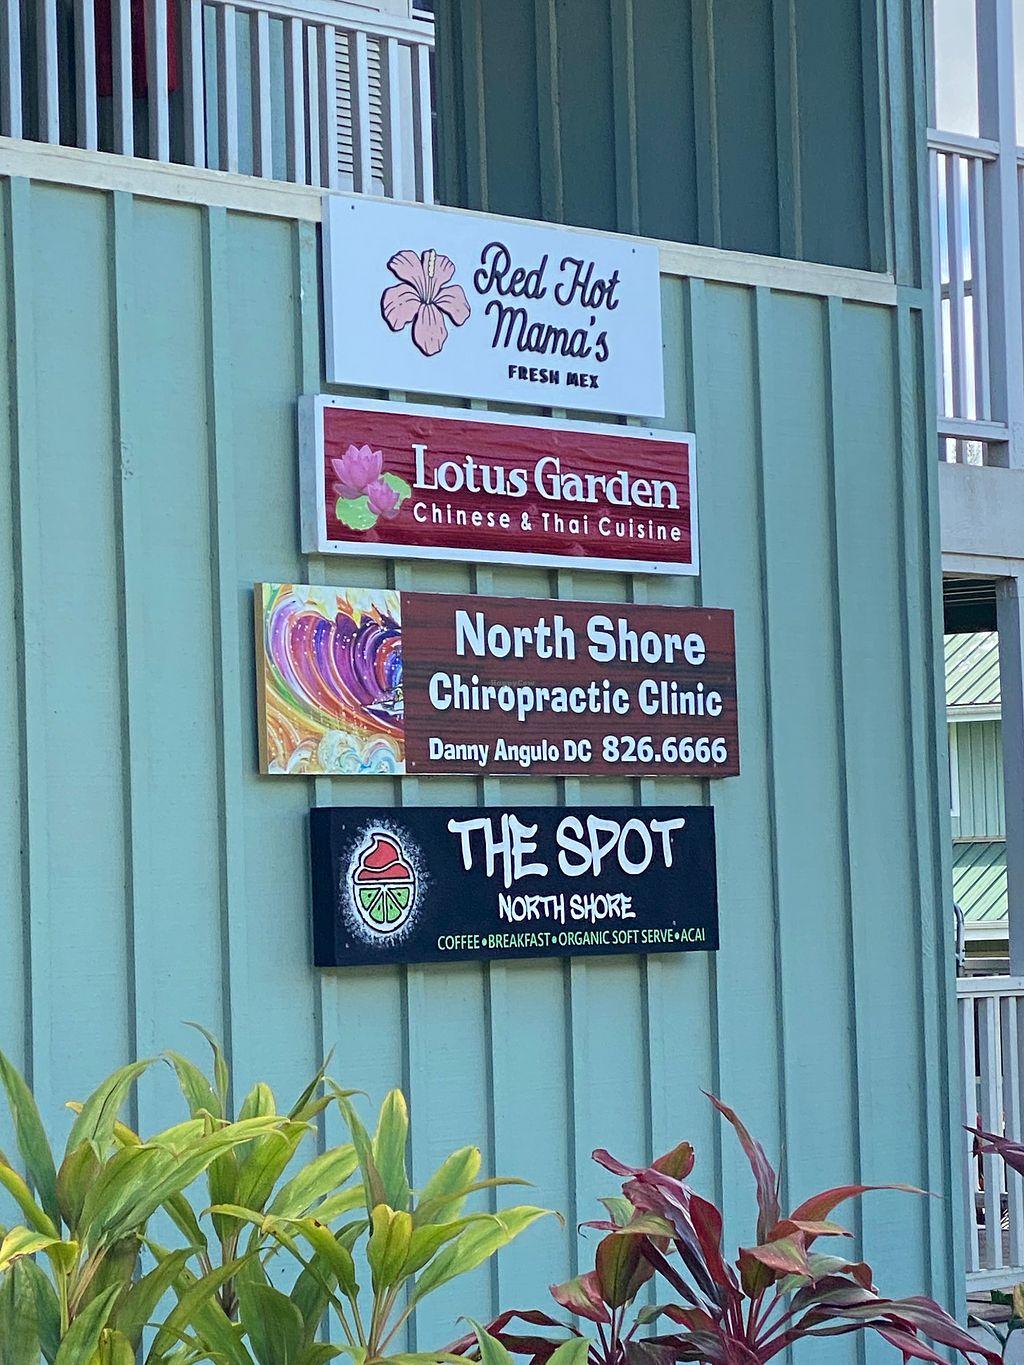 Red Hot
Mama's
FRESH MEX
Lotus Garden
Chinese & Thai Cuisine
North Shore
Chiropractic Clinic
Danny Angulo DC 826.6666
THE SPOT
NORTH SHORE
COFFEE•BREAKFAST•ORGANIC SOFT SERVE•ACAI
HappyCow